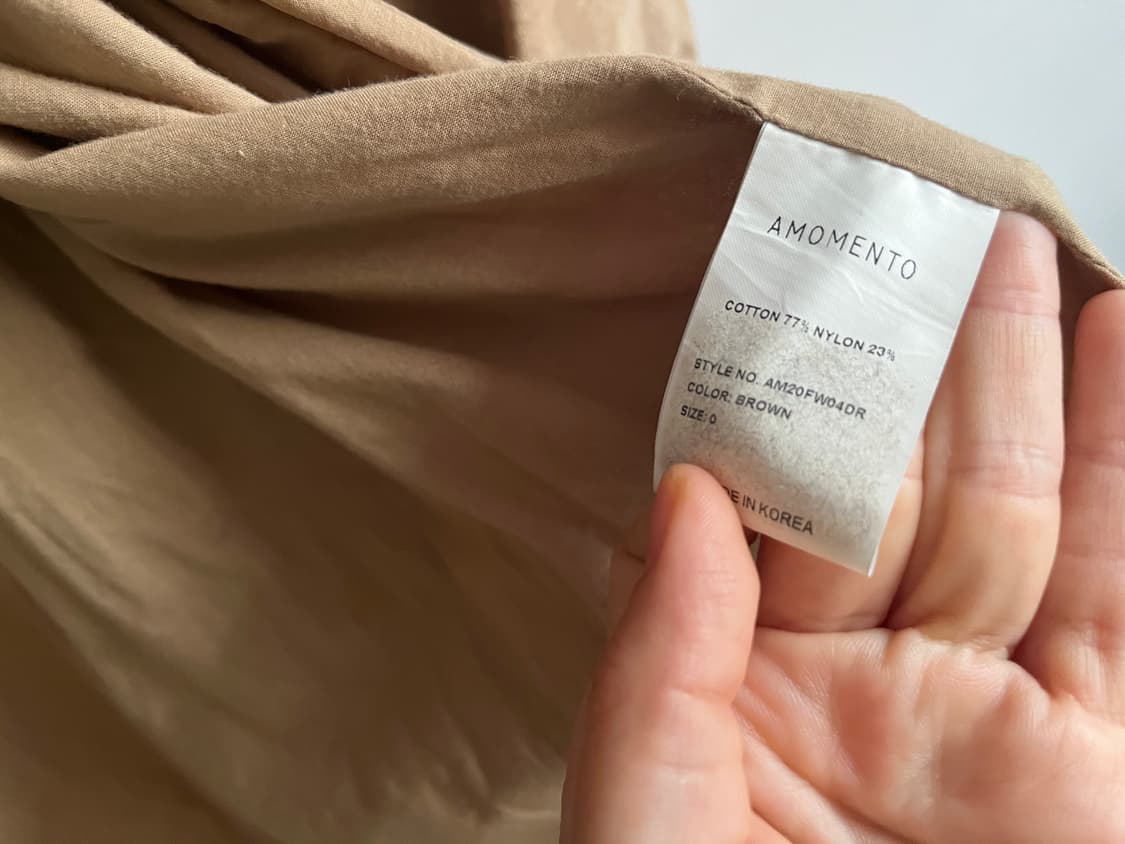 AMOMENTO
COTTON 77% NYLON 23%
STYLE NO. AM20FW04DR
COLOR: BROWN
SIZE: 0
IN KOREA